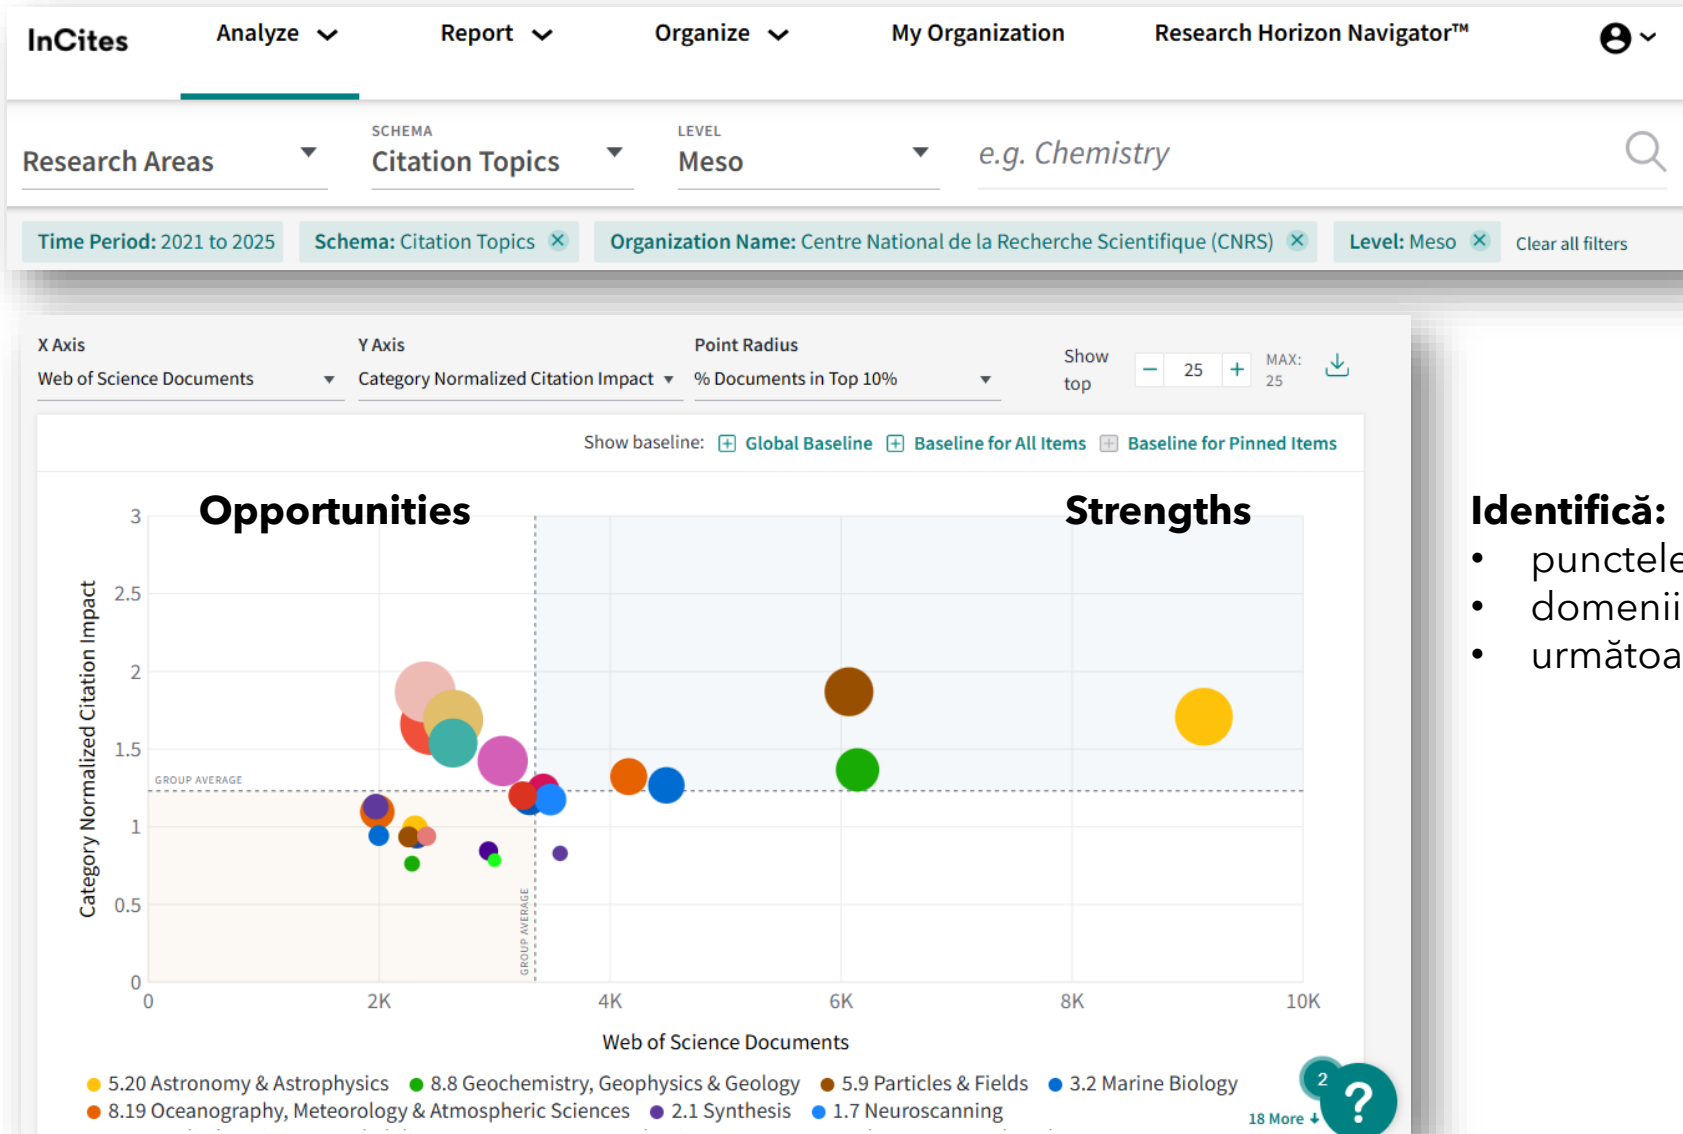 InCites
Analyze
Report
Organize
My Organization
Research Horizon Navigator™
Research Areas
SCHEMA
Citation Topics
LEVEL
Meso
e.g. Chemistry
Time Period: 2021 to 2025
Schema: Citation Topics
Organization Name: Centre National de la Recherche Scientifique (CNRS)
Level: Meso
Clear all filters
X Axis
Web of Science Documents
Y Axis
Category Normalized Citation Impact
Point Radius
% Documents in Top 10%
Show top
25
MAX: 25
Show baseline: Global Baseline Baseline for All Items Baseline for Pinned Items
Opportunities
Strengths
3
2.5
2
1.5
1
0.5
0
Category Normalized Citation Impact
GROUP AVERAGE
GROUP AVERAGE
0 2K 4K 6K 8K 10K
Web of Science Documents
5.20 Astronomy & Astrophysics 8.8 Geochemistry, Geophysics & Geology 5.9 Particles & Fields 3.2 Marine Biology
8.19 Oceanography, Meteorology & Atmospheric Sciences 2.1 Synthesis 1.7 Neuroscanning
18 More
2
?
Identifică:
• punctele
• domenii
• următoa